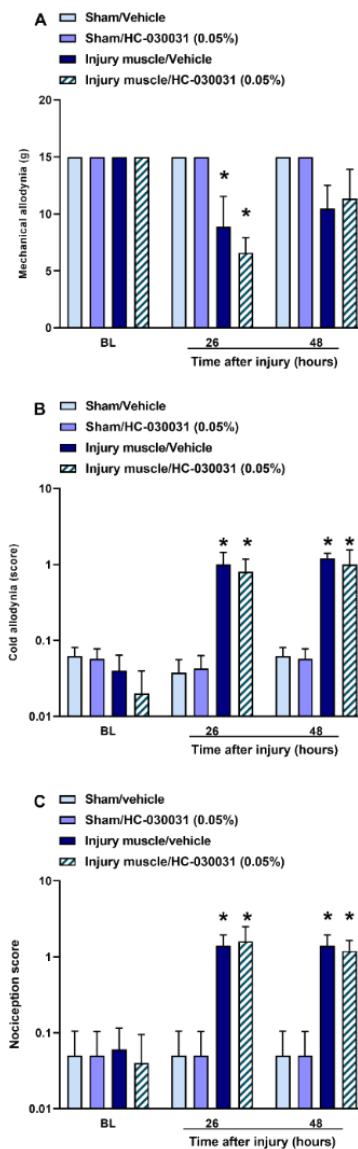 A
Sham/Vehicle
Sham/HC-030031 (0.05%)
Injury muscle/Vehicle
Injury muscle/HC-030031 (0.05%)
Mechanical allodynia (g)
20
15
10
5
0
* *
BL 26 48
Time after injury (hours)
B
Sham/Vehicle
Sham/HC-030031 (0.05%)
Injury muscle/Vehicle
Injury muscle/HC-030031 (0.05%)
Cold allodynia (score)
10
1
0.1
0.01
* * * *
BL 26 48
Time after injury (hours)
C
Sham/vehicle
Sham/HC-030031 (0.05%)
Injury muscle/vehicle
Injury muscle/HC-030031 (0.05%)
Nociception score
10
1
0.1
0.01
* * * *
BL 26 48
Time after injury (hours)